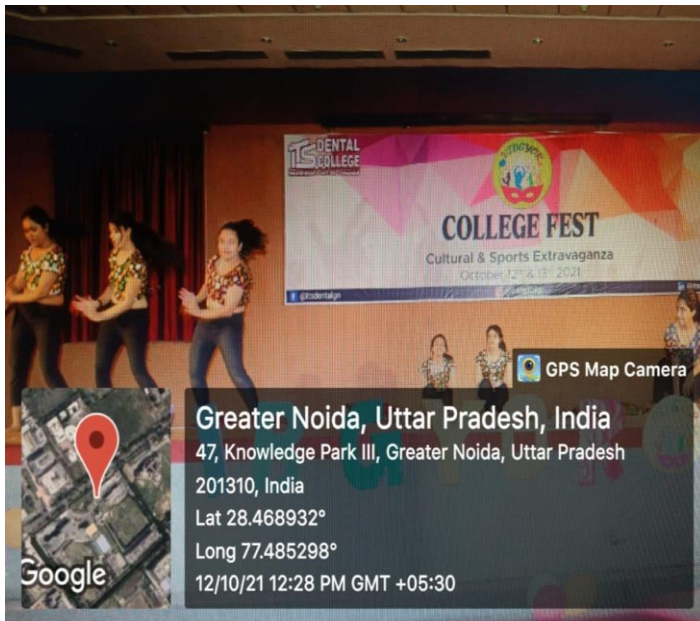 ITS DENTAL
COLLEGE
COLLEGE FEST
Cultural & Sports Extravaganza
October 12th & 13th 2021
@itsdentalgn
GPS Map Camera
Greater Noida, Uttar Pradesh, India
47, Knowledge Park III, Greater Noida, Uttar Pradesh
201310, India
Lat 28.468932°
Long 77.485298°
12/10/21 12:28 PM GMT +05:30
Google